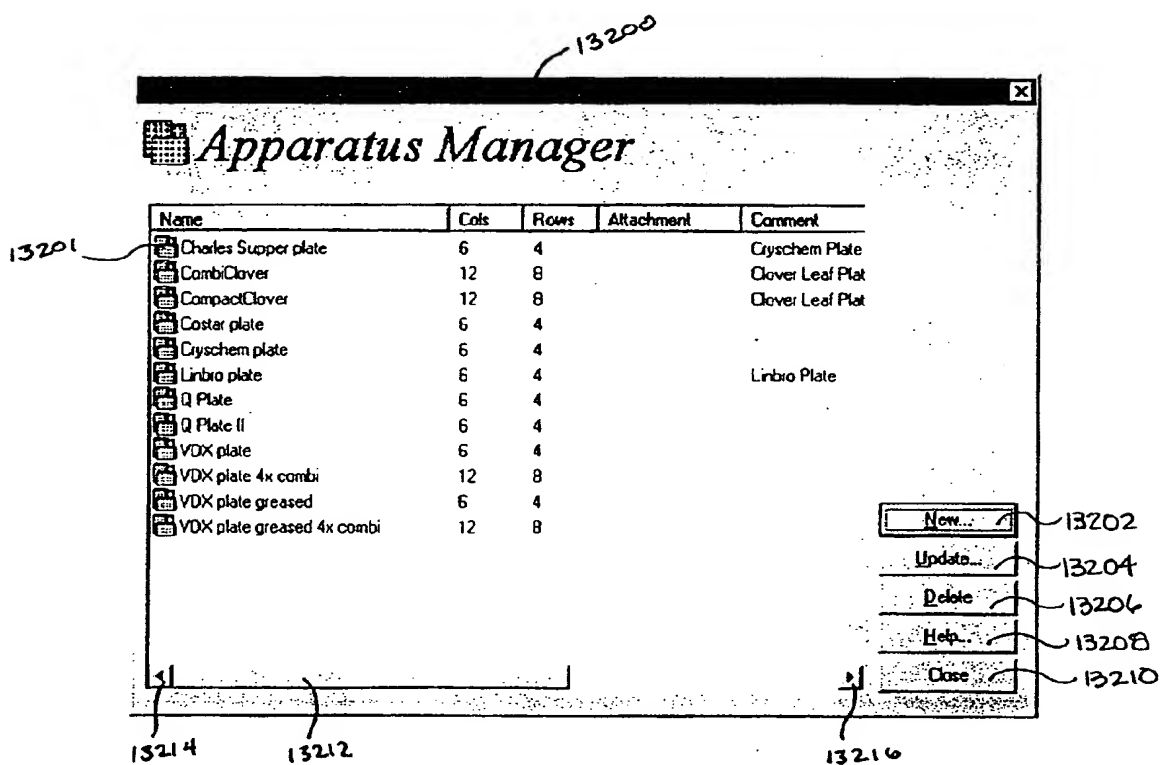 13200
Apparatus Manager
Name Cols Rows Attachment Comment
13201 Charles Supper plate 6 4 Cryschem Plate
CombiClover 12 8 Clover Leaf Plat
CompactClover 12 8 Clover Leaf Plat
Costar plate 6 4
Cryschem plate 6 4
Linbro plate 6 4 Linbro Plate
Q Plate 6 4
Q Plate II 6 4
VDX plate 6 4
VDX plate 4x combi 12 8
VDX plate greased 6 4
VDX plate greased 4x combi 12 8
New... 13202
Update... 13204
Delete 13206
Help... 13208
Close 13210
13214 13212 13216